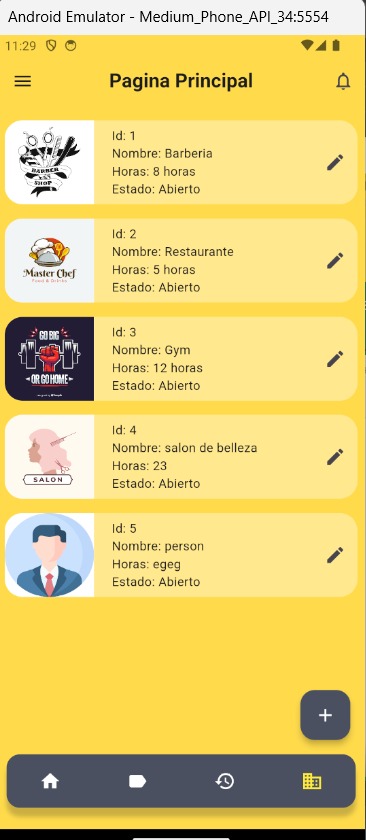 Android Emulator - Medium_Phone_API_34:5554
11:29
Pagina Principal
BARBER
SHOP
Id: 1
Nombre: Barberia
Horas: 8 horas
Estado: Abierto
Master Chef
Food & Drinks
Id: 2
Nombre: Restaurante
Horas: 5 horas
Estado: Abierto
GO BIG
OR GO HOME
Id: 3
Nombre: Gym
Horas: 12 horas
Estado: Abierto
SALON
Id: 4
Nombre: salon de belleza
Horas: 23
Estado: Abierto
Id: 5
Nombre: person
Horas: egeg
Estado: Abierto